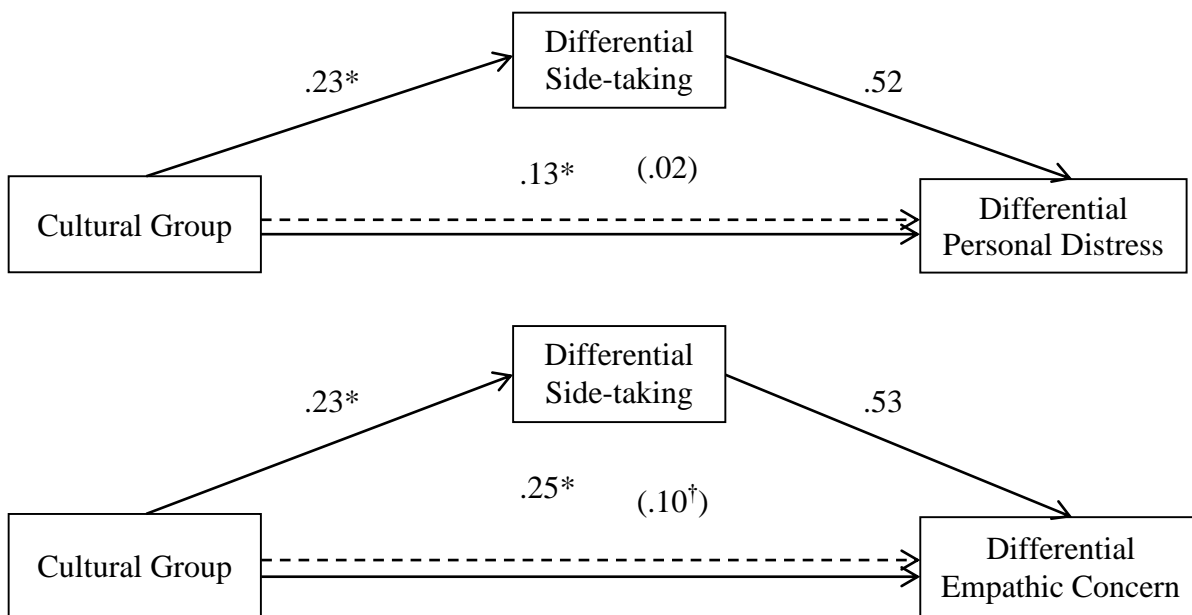 Differential
Side-taking
.23*
.52
.13*
(.02)
Cultural Group
Differential
Personal Distress
Differential
Side-taking
.23*
.53
.25*
(.10†)
Cultural Group
Differential
Empathic Concern